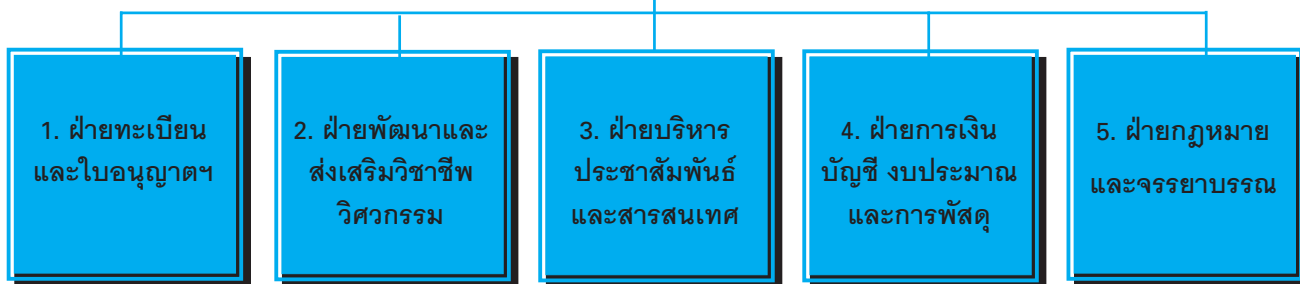 1. ฝ่ายทะเบียน
และใบอนุญาตฯ
2. ฝ่ายพัฒนาและ
ส่งเสริมวิชาชีพ
วิศวกรรม
3. ฝ่ายบริหาร
ประชาสัมพันธ์
และสารสนเทศ
4. ฝ่ายการเงิน
บัญชี งบประมาณ
และการพัสดุ
5. ฝ่ายกฎหมาย
และจรรยาบรรณ